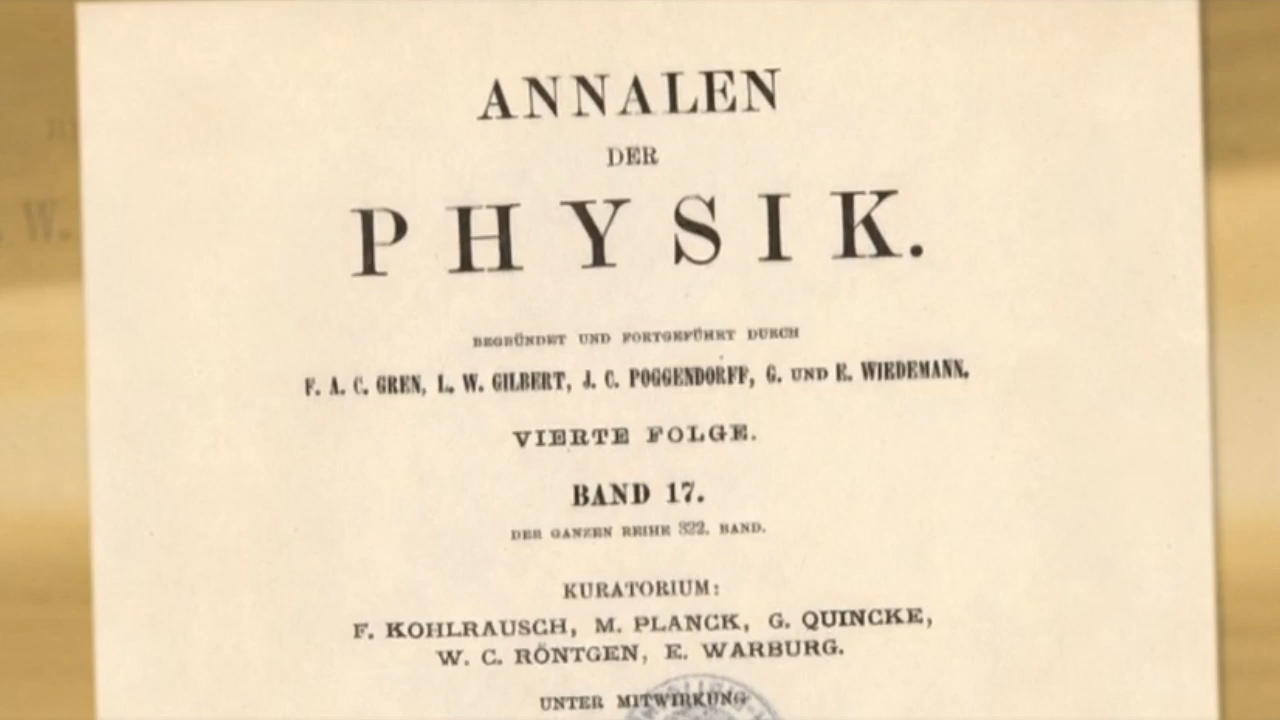 ANNALEN
DER
PHYSIK.
BEGRÜNDET UND FORTGEFÜHRT DURCH
F. A. C. GREN, L. W. GILBERT, J. C. POGGENDORFF, G. UND E. WIEDEMANN.
VIERTE FOLGE.
BAND 17.
DER GANZEN REIHE 322. BAND.
KURATORIUM:
F. KOHLRAUSCH, M. PLANCK, G. QUINCKE,
W. C. RÖNTGEN, E. WARBURG.
UNTER MITWIRKUNG
W.